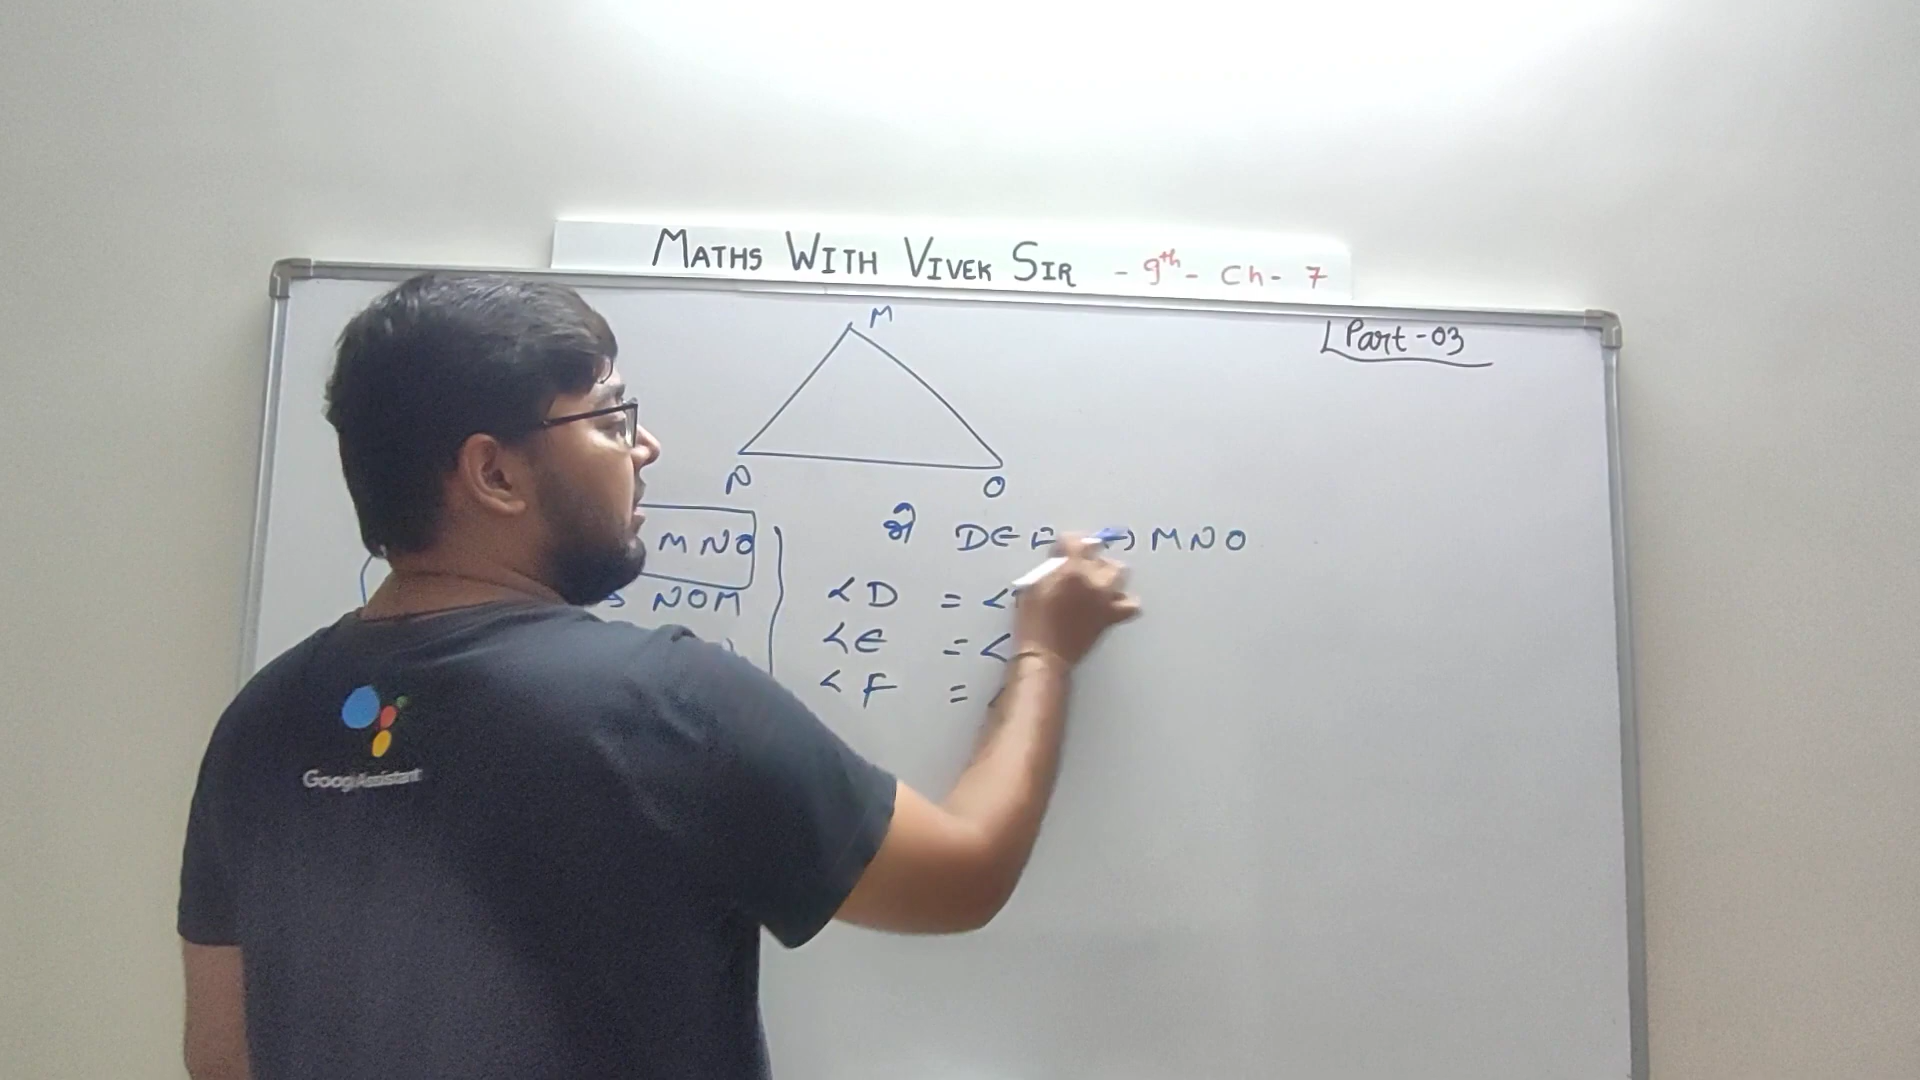 MATHS WITH VIVEK SIR - 9th - Ch - 7
Part - 03
M
N
O
MNO
NOM
જો DEF ↔ MNO
∠D = ∠
∠E = ∠
∠F =
Google Assistant